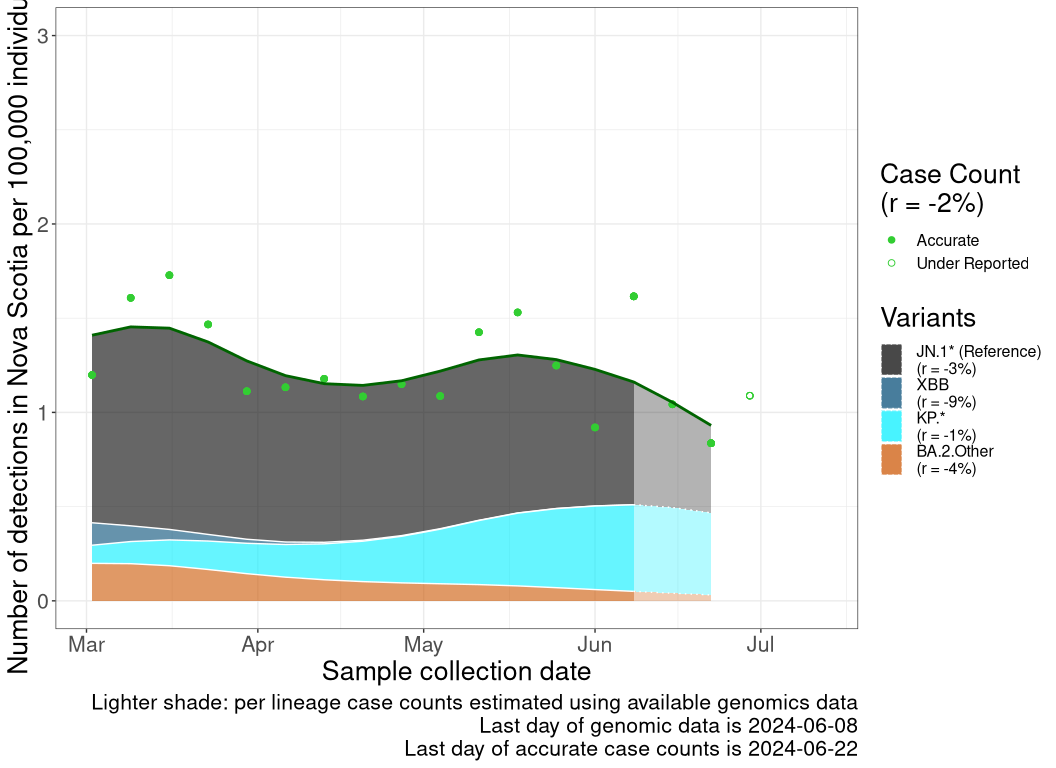 Number of detections in Nova Scotia per 100,000
3
2
1
0
Mar Apr May Jun Jul
Sample collection date
Lighter shade: per lineage case counts estimated using available genomics data
Last day of genomic data is 2024-06-08
Last day of accurate case counts is 2024-06-22
Case Count
(r = -2%)
Accurate
Under Reported
Variants
JN.1* (Reference)
(r = -3%)
XBB
(r = -9%)
KP.*
(r = -1%)
BA.2.Other
(r = -4%)